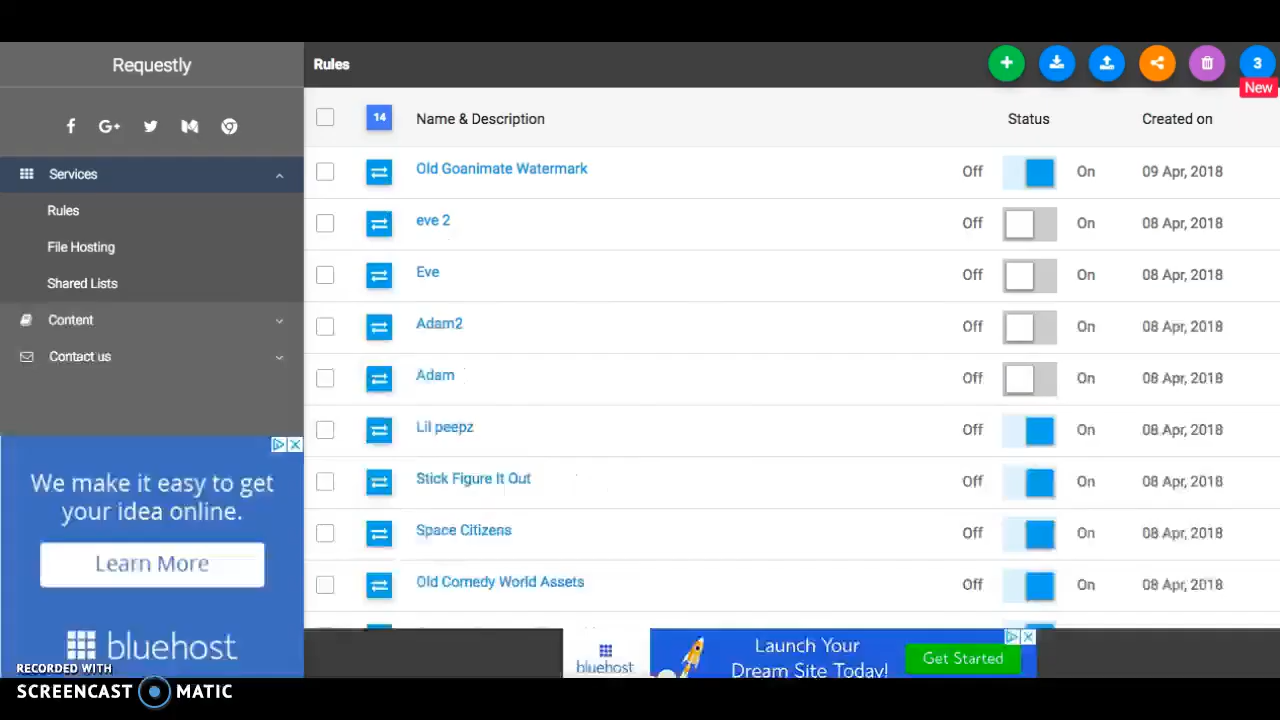 Requestly
Rules
3
New
14
Name & Description
Status
Created on
Services
Rules
File Hosting
Shared Lists
Content
Contact us
Old Goanimate Watermark Off On 09 Apr, 2018
eve 2 Off On 08 Apr, 2018
Eve Off On 08 Apr, 2018
Adam2 Off On 08 Apr, 2018
Adam Off On 08 Apr, 2018
Lil peepz Off On 08 Apr, 2018
Stick Figure It Out Off On 08 Apr, 2018
Space Citizens Off On 08 Apr, 2018
Old Comedy World Assets Off On 08 Apr, 2018
We make it easy to get
your idea online.
Learn More
bluehost
bluehost
Launch Your
Dream Site Today!
Get Started
RECORDED WITH
SCREENCAST MATIC